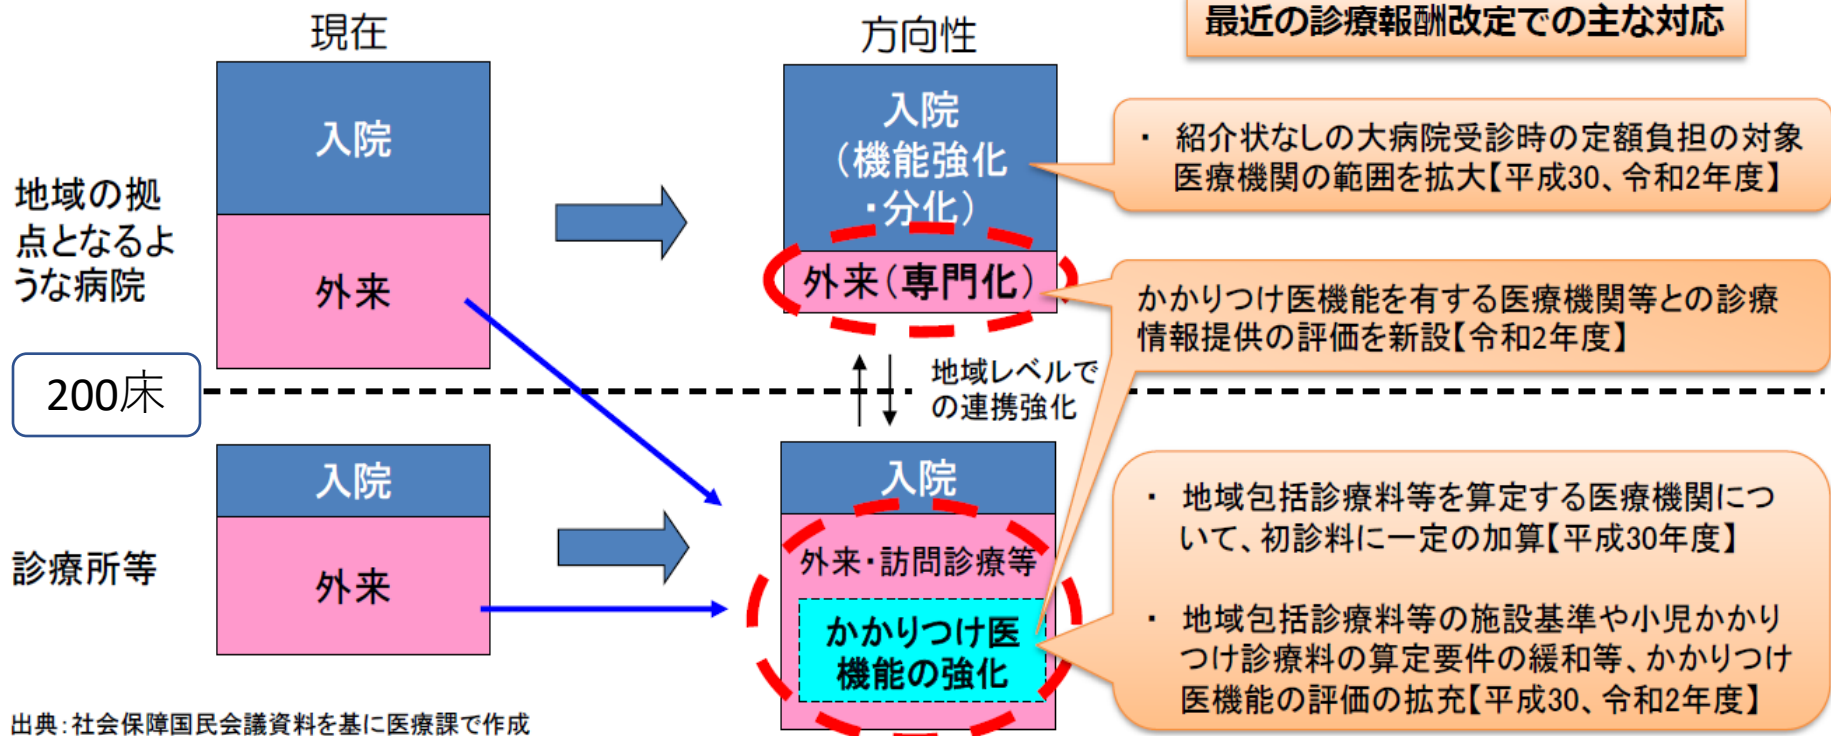 現在
方向性
最近の診療報酬改定での主な対応
地域の拠
点となるよ
うな病院
入院
外来
入院
(機能強化
・分化)
外来(専門化)
・ 紹介状なしの大病院受診時の定額負担の対象
医療機関の範囲を拡大【平成30、令和2年度】
かかりつけ医機能を有する医療機関等との診療
情報提供の評価を新設【令和2年度】
200床
地域レベルで
の連携強化
診療所等
入院
外来
入院
外来・訪問診療等
かかりつけ医
機能の強化
・ 地域包括診療料等を算定する医療機関につ
いて、初診料に一定の加算【平成30年度】
・ 地域包括診療料等の施設基準や小児かかり
つけ診療料の算定要件の緩和等、かかりつけ
医機能の評価の拡充【平成30、令和2年度】
出典:社会保障国民会議資料を基に医療課で作成